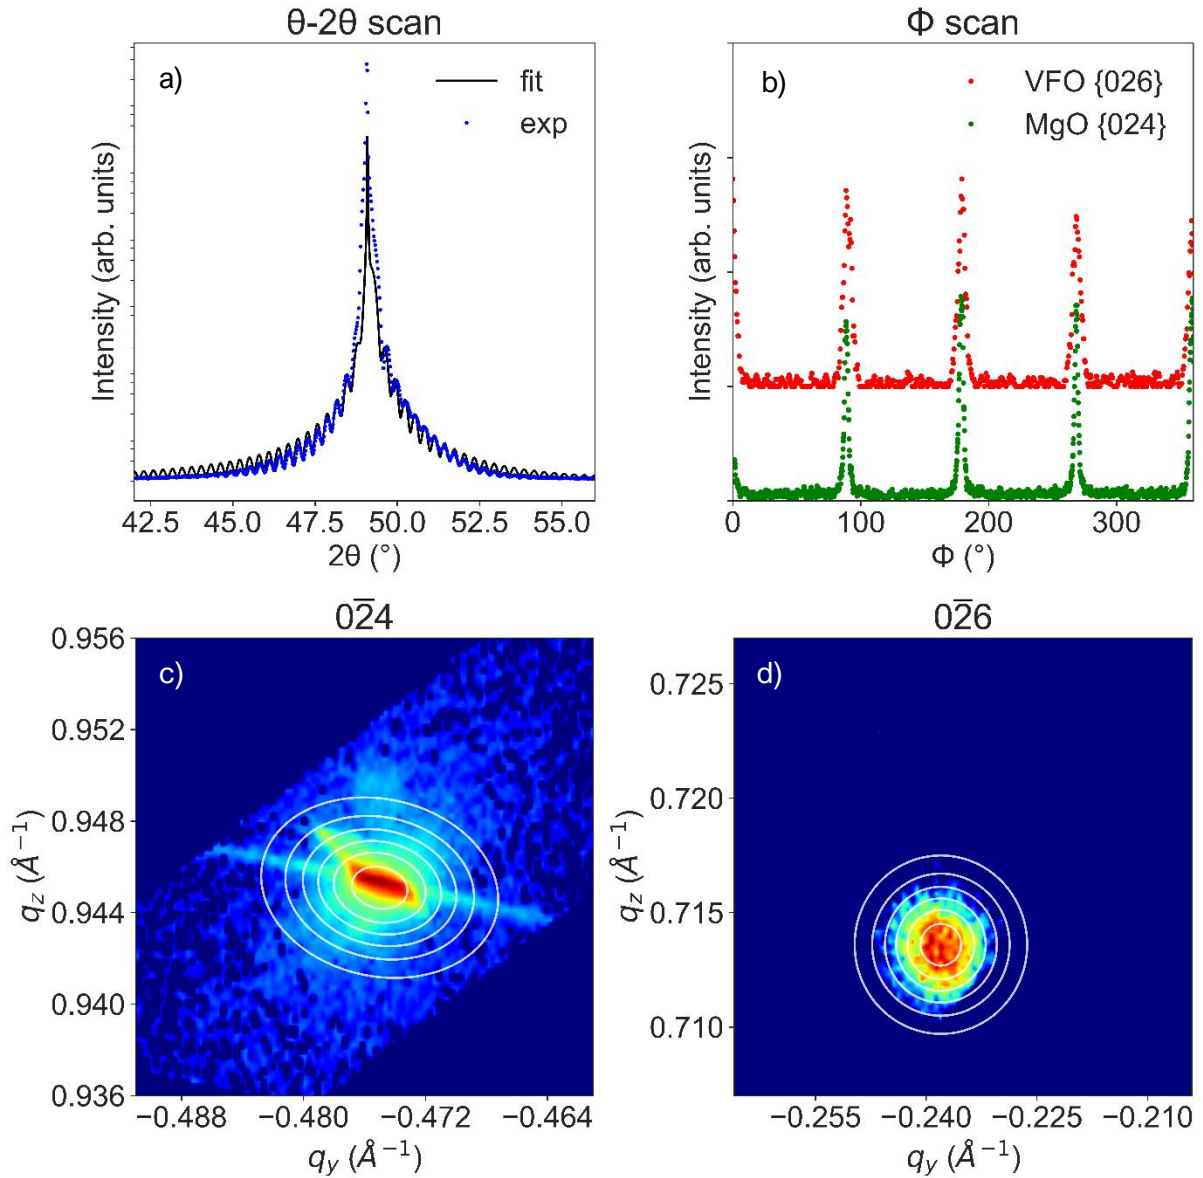 θ-2θ scan
a)
fit
exp
Intensity (arb. units)
42.5 45.0 47.5 50.0 52.5 55.0
2θ (°)
Φ scan
b)
VFO {026}
MgO {024}
Intensity (arb. units)
0 100 200 300
Φ (°)
02̅4
c)
0.956
0.952
0.948
0.944
0.940
0.936
q_z (Å⁻¹)
−0.488 −0.480 −0.472 −0.464
q_y (Å⁻¹)
02̅6
d)
0.725
0.720
0.715
0.710
q_z (Å⁻¹)
−0.255 −0.240 −0.225 −0.210
q_y (Å⁻¹)